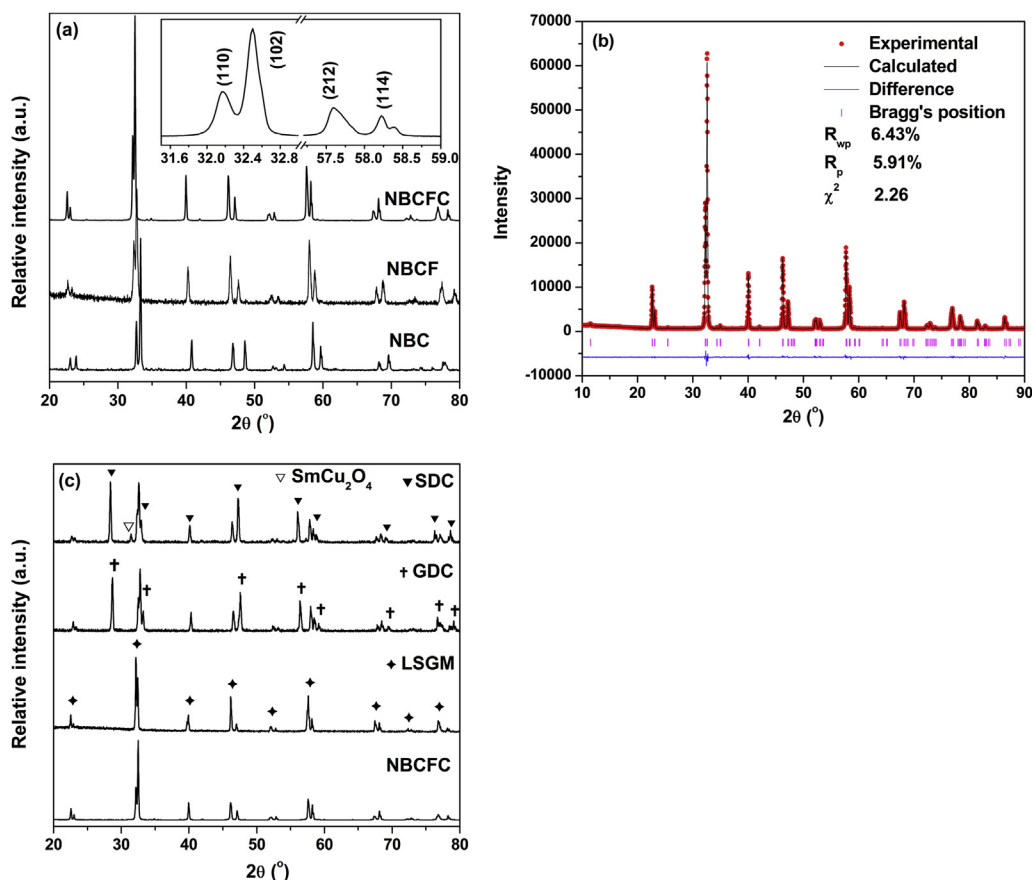 (a)
(110)
(102)
(212)
(114)
31.6 32.0 32.4 32.8 57.0 57.6 58.2 58.5 59.0
NBCFC
NBCF
NBC
Relative intensity (a.u.)
20 30 40 50 60 70 80
2θ (°)
(b)
70000
60000
50000
40000
30000
20000
10000
0
-10000
Intensity
Experimental
Calculated
Difference
Bragg's position
Rwp 6.43%
Rp 5.91%
χ² 2.26
10 20 30 40 50 60 70 80 90
2θ (°)
(c)
SmCu₂O₄
SDC
GDC
LSGM
NBCFC
Relative intensity (a.u.)
20 30 40 50 60 70 80
2θ (°)